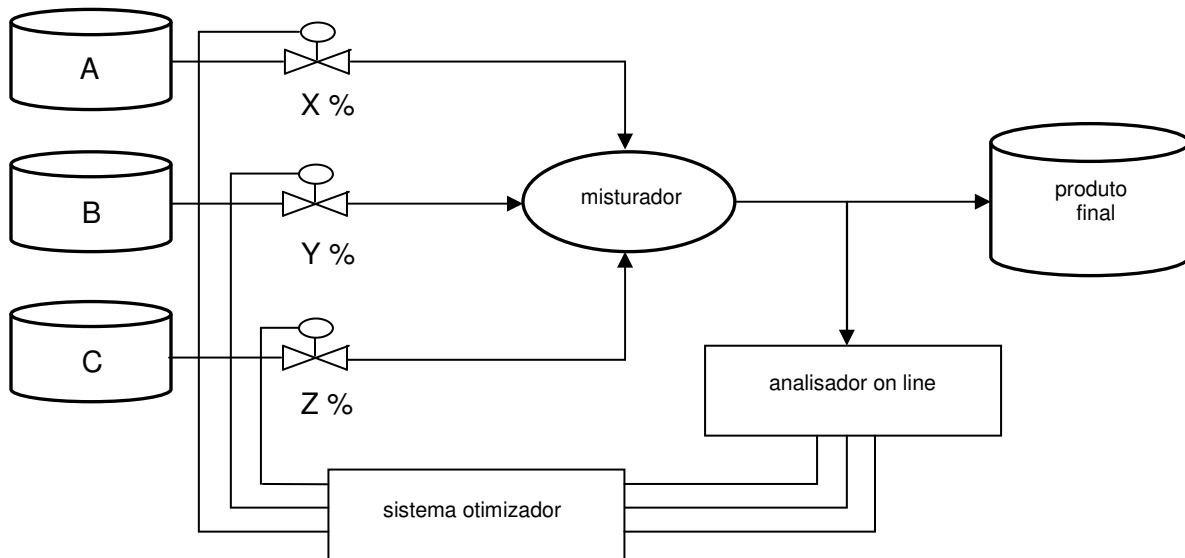 A
X %
B
Y %
C
Z %
misturador
produto
final
analisador on line
sistema otimizador